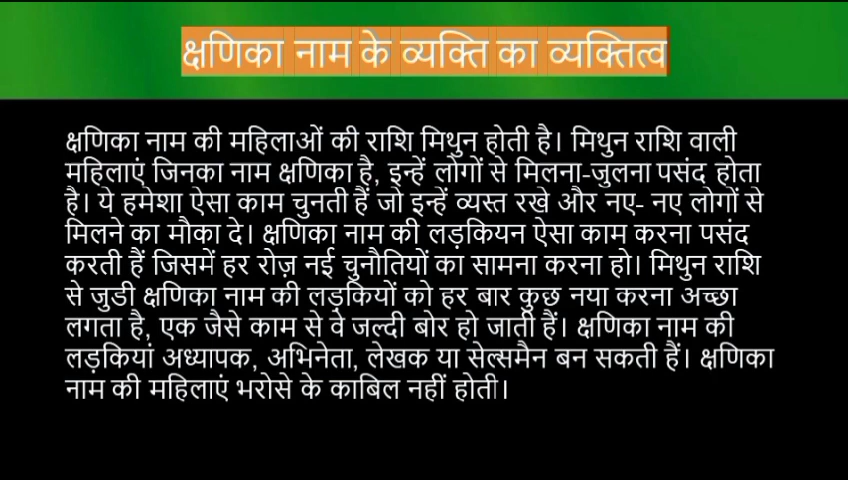 क्षणिका नाम के व्यक्ति का व्यक्तित्व
क्षणिका नाम की महिलाओं की राशि मिथुन होती है। मिथुन राशि वाली
महिलाएं जिनका नाम क्षणिका है, इन्हें लोगों से मिलना-जुलना पसंद होता
है। ये हमेशा ऐसा काम चुनती हैं जो इन्हें व्यस्त रखे और नए- नए लोगों से
मिलने का मौका दे। क्षणिका नाम की लड़कियन ऐसा काम करना पसंद
करती हैं जिसमें हर रोज़ नई चुनौतियों का सामना करना हो। मिथुन राशि
से जुडी क्षणिका नाम की लड़कियों को हर बार कुछ नया करना अच्छा
लगता है, एक जैसे काम से वे जल्दी बोर हो जाती हैं। क्षणिका नाम की
लड़कियां अध्यापक, अभिनेता, लेखक या सेल्समैन बन सकती हैं। क्षणिका
नाम की महिलाएं भरोसे के काबिल नहीं होती।